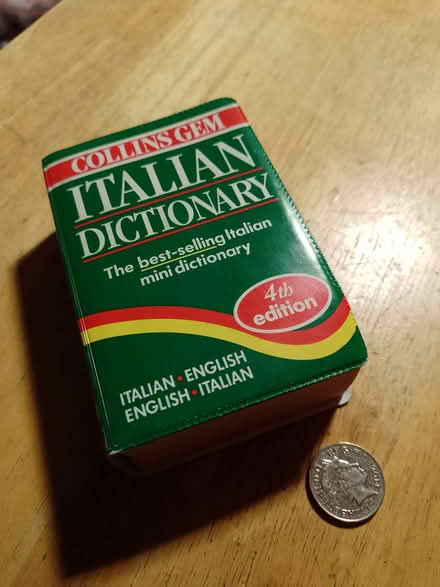 COLLINS GEM
ITALIAN
DICTIONARY
The best-selling Italian
mini dictionary
4th
edition
ITALIAN • ENGLISH
ENGLISH • ITALIAN